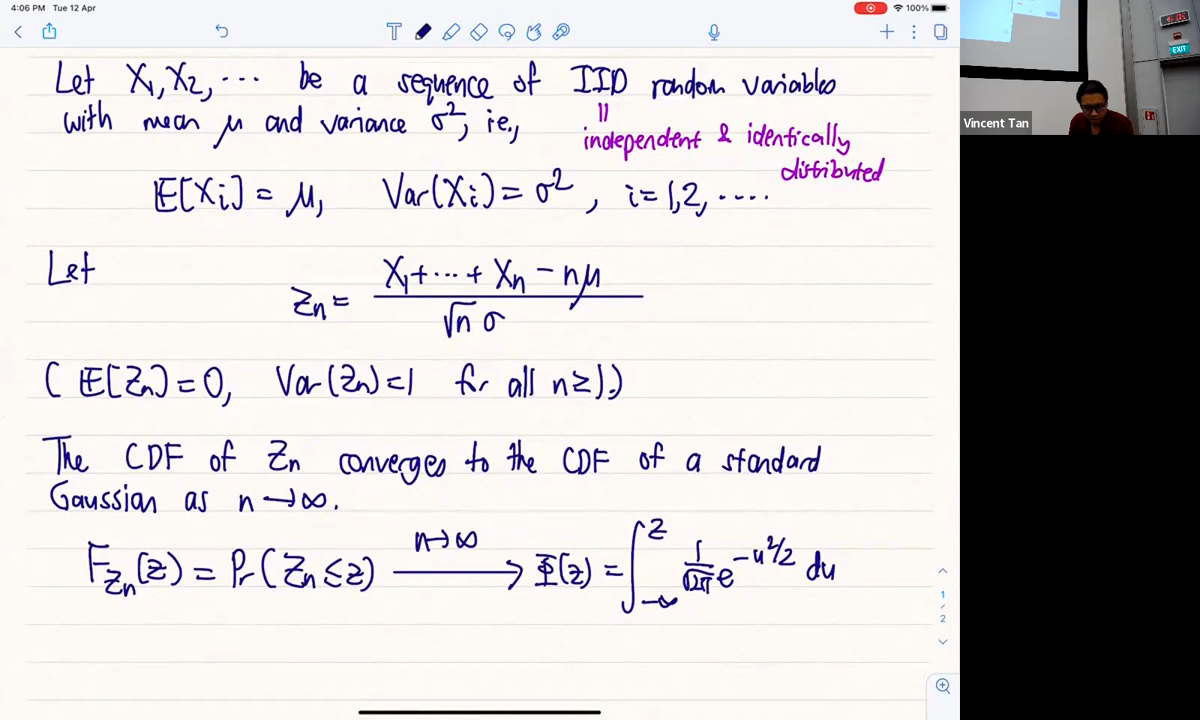 4:06 PM Tue 12 Apr
100%
Let X₁, X₂, ⋯ be a sequence of IID random variables
with mean μ and variance σ², i.e.,
||
independent & identically
distributed
E[Xi] = μ, Var(Xi) = σ², i=1,2, ⋯.
Let
Zn = (X₁+⋯+Xn − nμ) / (√n σ)
( E[Zn]=0, Var(Zn)=1 for all n≥1.)
The CDF of Zn converges to the CDF of a standard
Gaussian as n→∞.
F_Zn(z) = Pr(Zn ≤ z) —n→∞→ Φ(z) = ∫_{-∞}^{z} 1/√2π e^{-u²/2} du
1
/
2
Vincent Tan
EXIT